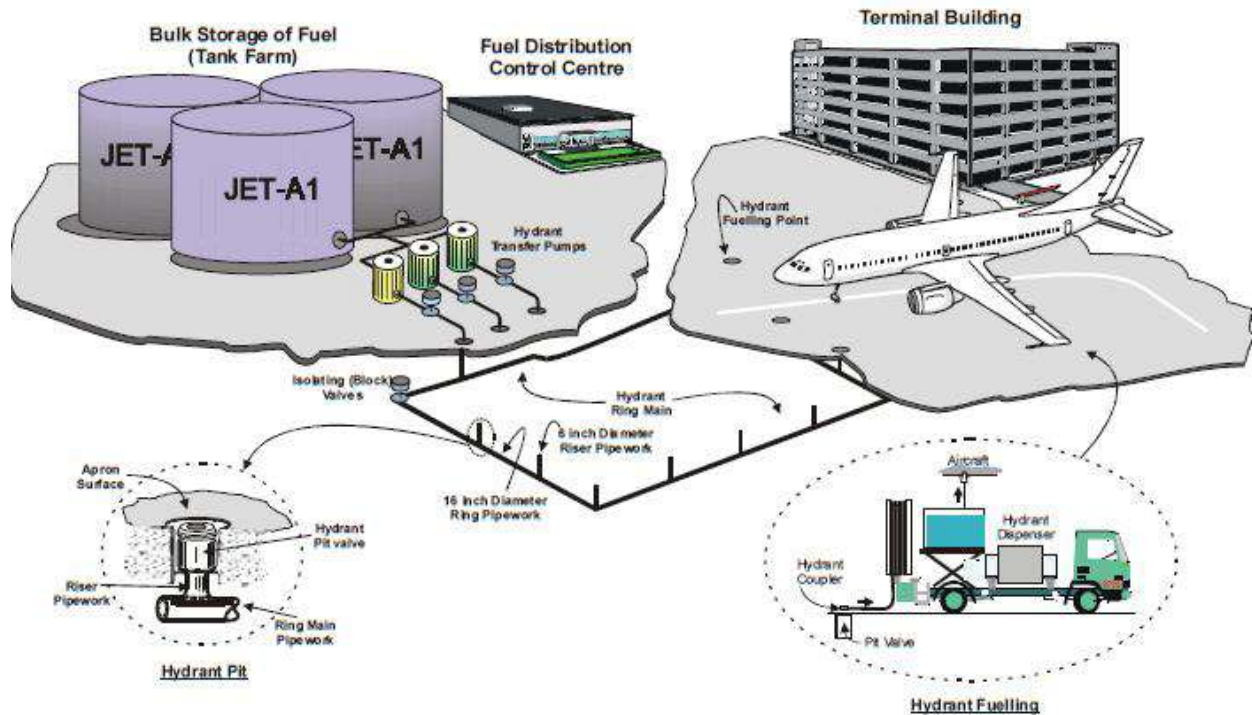 Bulk Storage of Fuel
(Tank Farm)
Fuel Distribution
Control Centre
Terminal Building
JET-A
JET-A1
ET-A1
Hydrant
Transfer Pumps
Hydrant
Fuelling Point
Isolating (Block)
Valves
Hydrant
Ring Main
6 inch Diameter
Riser Pipework
16 inch Diameter
Ring Pipework
Apron
Surface
Hydrant
Pit valve
Riser
Pipework
Ring Main
Pipework
Hydrant Pit
Aircraft
Hydrant
Dispenser
Hydrant
Coupler
Pit Valve
Hydrant Fuelling